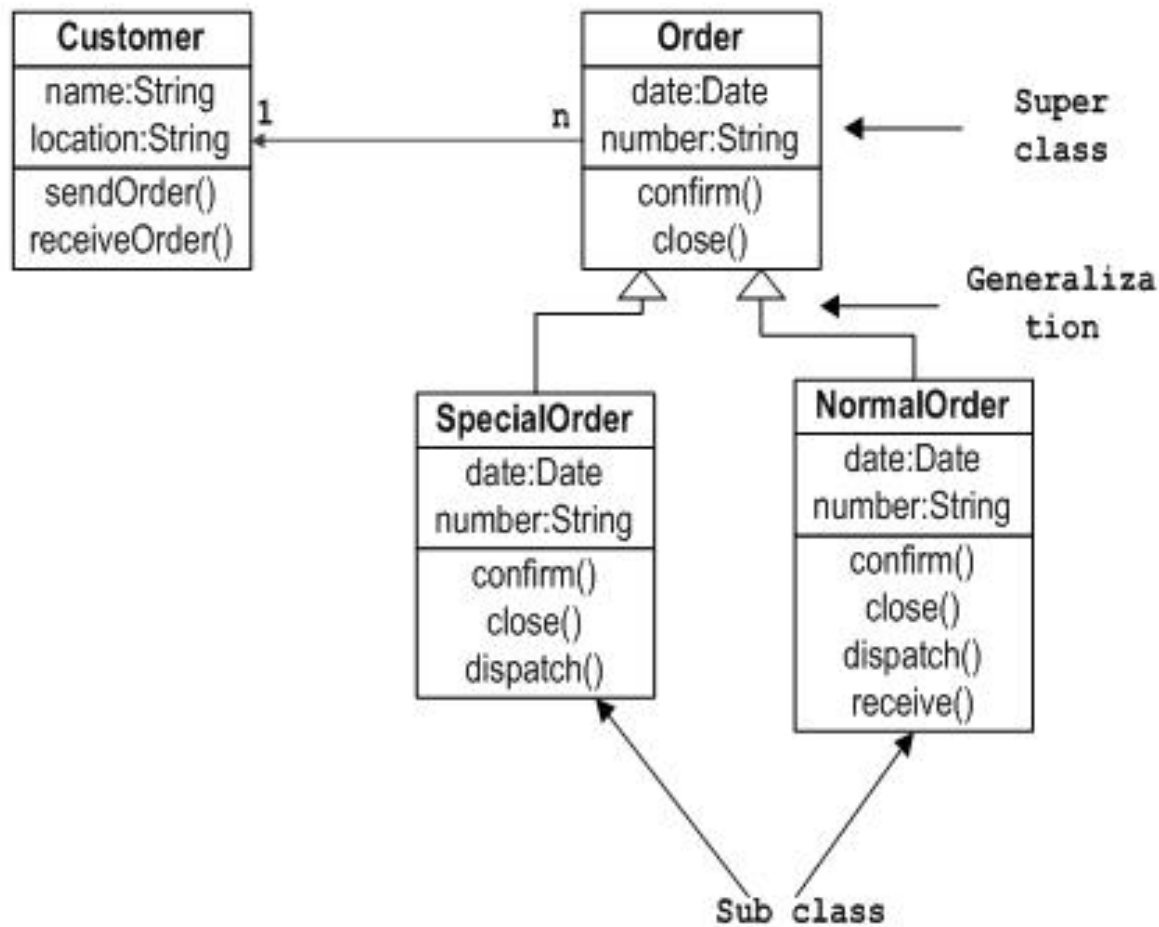 Customer
name:String
location:String
sendOrder()
receiveOrder()
1
n
Order
date:Date
number:String
confirm()
close()
Super
class
Generaliza
tion
SpecialOrder
date:Date
number:String
confirm()
close()
dispatch()
NormalOrder
date:Date
number:String
confirm()
close()
dispatch()
receive()
Sub class